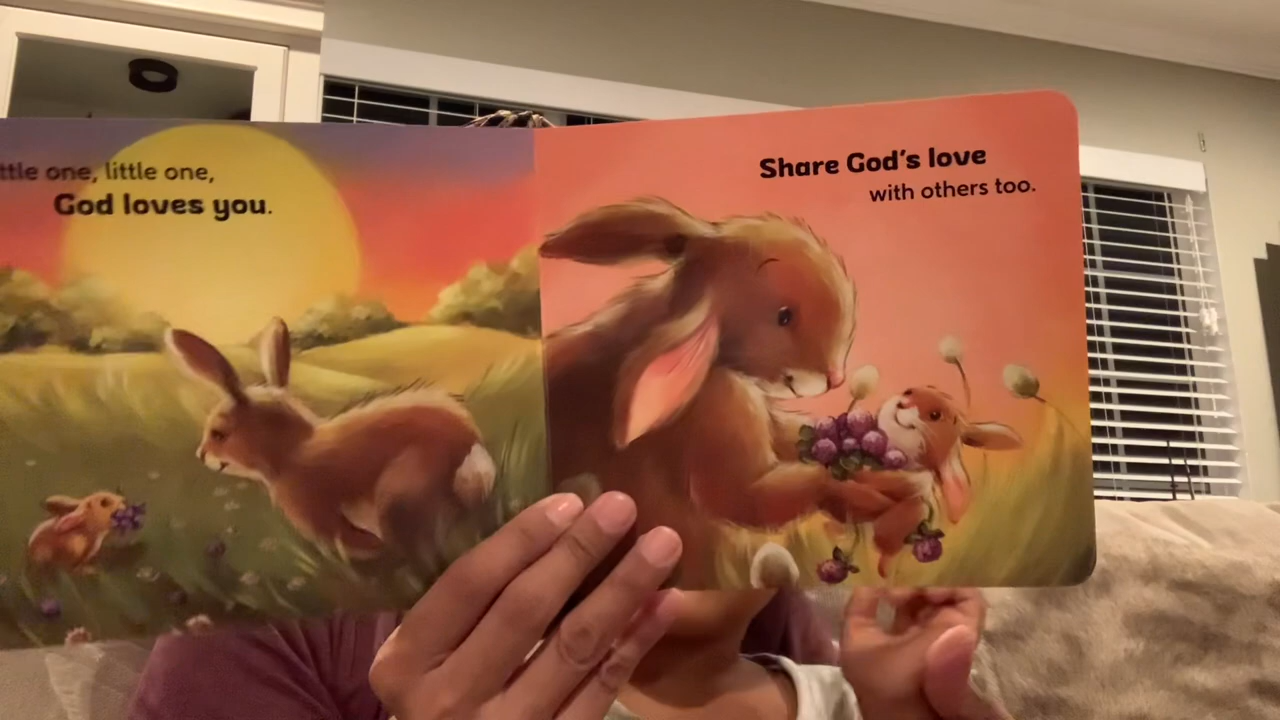 ttle one, little one,
God loves you.
Share God's love
with others too.